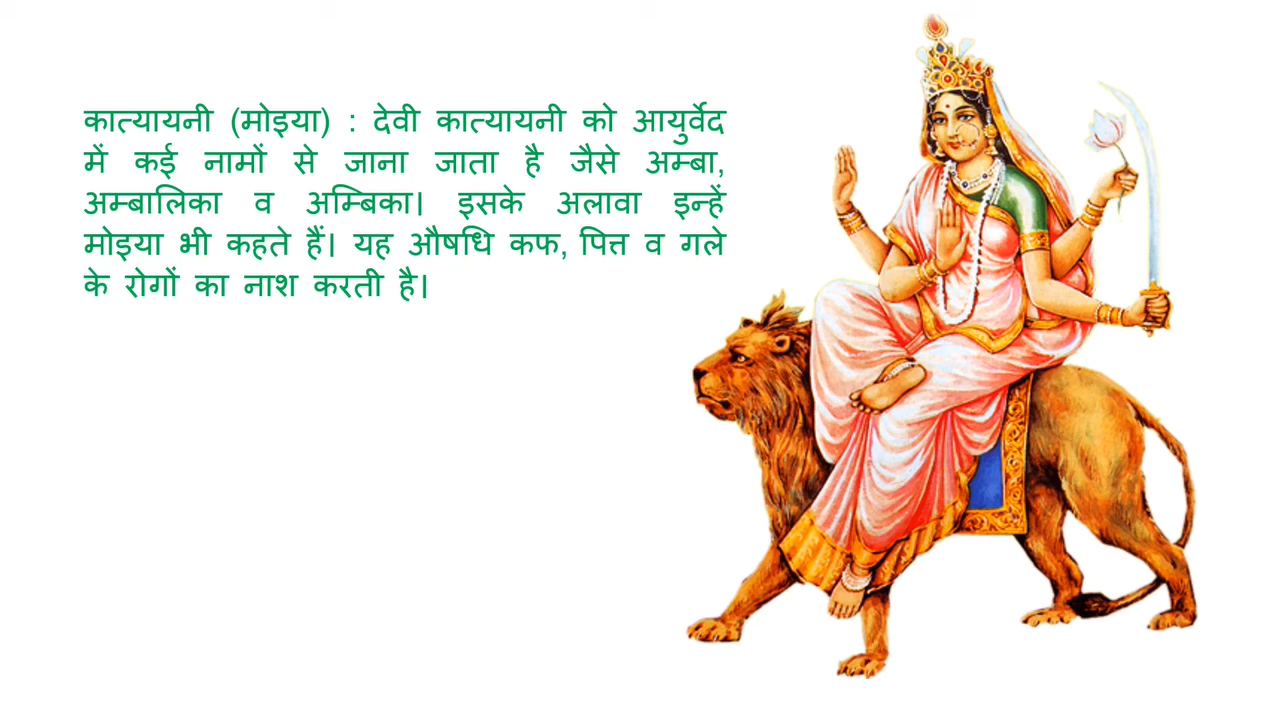 कात्यायनी (मोइया) : देवी कात्यायनी को आयुर्वेद
में कई नामों से जाना जाता है जैसे अम्बा,
अम्बालिका व अम्बिका। इसके अलावा इन्हें
मोइया भी कहते हैं। यह औषधि कफ, पित्त व गले
के रोगों का नाश करती है।